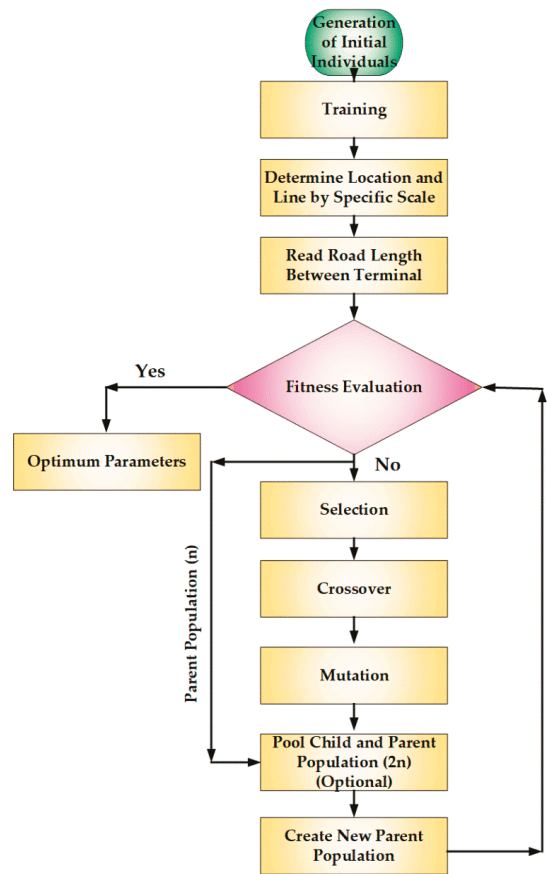 Generation
of Initial
Individuals
Training
Determine Location and
Line by Specific Scale
Read Road Length
Between Terminal
Yes
Fitness Evaluation
Optimum Parameters
No
Selection
Crossover
Parent Population (n)
Mutation
Pool Child and Parent
Population (2n)
(Optional)
Create New Parent
Population